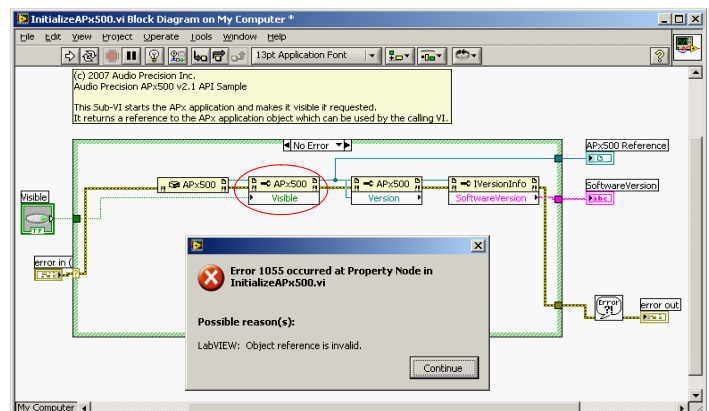 InitializeAPx500.vi Block Diagram on My Computer *
File Edit View Project Operate Tools Window Help
13pt Application Font
(c) 2007 Audio Precision Inc.
Audio Precision APx500 v2.1 API Sample
This Sub-VI starts the APx application and makes it visible if requested.
It returns a reference to the APx application object which can be used by the calling VI.
No Error
APx500 Reference
APx500
APx500
Visible
APx500
Version
IVersionInfo
SoftwareVersion
SoftwareVersion
abc
Visible
TF
error in (
?
Error 1055 occurred at Property Node in
InitializeAPx500.vi
Possible reason(s):
LabVIEW: Object reference is invalid.
Continue
Error
?!
error out
My Computer